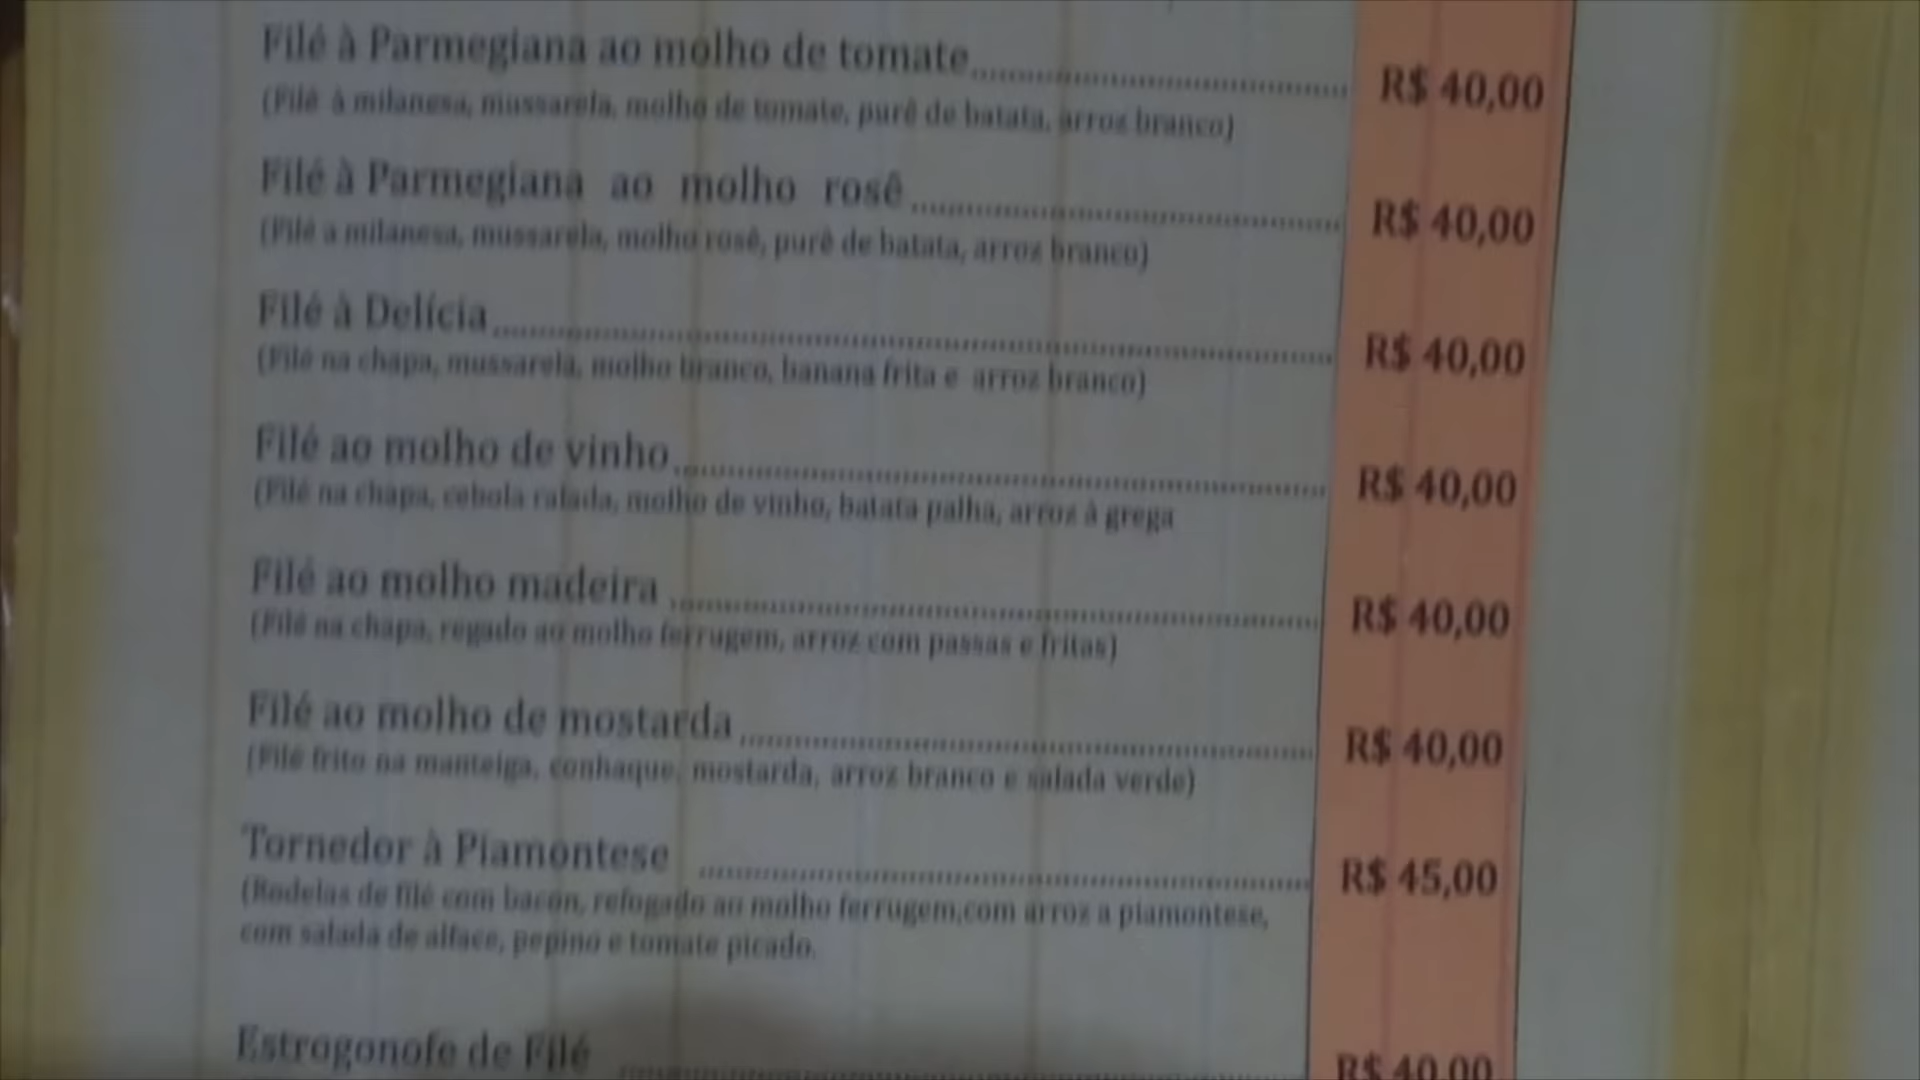 Filé à Parmegiana ao molho de tomate R$ 40,00
(Filé à milanesa, mussarela, molho de tomate, purê de batata, arroz branco)
Filé à Parmegiana ao molho rosê R$ 40,00
(Filé a milanesa, mussarela, molho rosê, purê de batata, arroz branco)
Filé à Delícia R$ 40,00
(Filé na chapa, mussarela, molho branco, banana frita e arroz branco)
Filé ao molho de vinho R$ 40,00
(Filé na chapa, cebola ralada, molho de vinho, batata palha, arroz à grega
Filé ao molho madeira R$ 40,00
(Filé na chapa, regado ao molho ferrugem, arroz com passas e fritas)
Filé ao molho de mostarda R$ 40,00
(Filé frito na manteiga, conhaque, mostarda, arroz branco e salada verde)
Tornedor à Piamontese R$ 45,00
(Rodelas de filé com bacon, refogado ao molho ferrugem,com arroz a piamontese,
com salada de alface, pepino e tomate picado.
Estrogonofe de Filé R$ 40,00